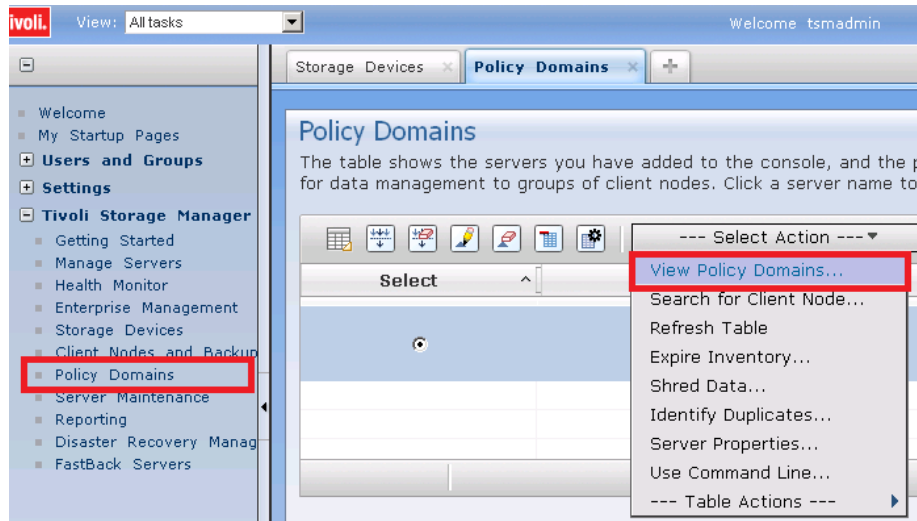 ivoli. View: All tasks Welcome tsmadmin
Storage Devices Policy Domains
Welcome
My Startup Pages
Users and Groups
Settings
Tivoli Storage Manager
Getting Started
Manage Servers
Health Monitor
Enterprise Management
Storage Devices
Client Nodes and Backup
Policy Domains
Server Maintenance
Reporting
Disaster Recovery Manag
FastBack Servers
Policy Domains
The table shows the servers you have added to the console, and the p
for data management to groups of client nodes. Click a server name to
--- Select Action ---
Select
View Policy Domains...
Search for Client Node...
Refresh Table
Expire Inventory...
Shred Data...
Identify Duplicates...
Server Properties...
Use Command Line...
--- Table Actions ---